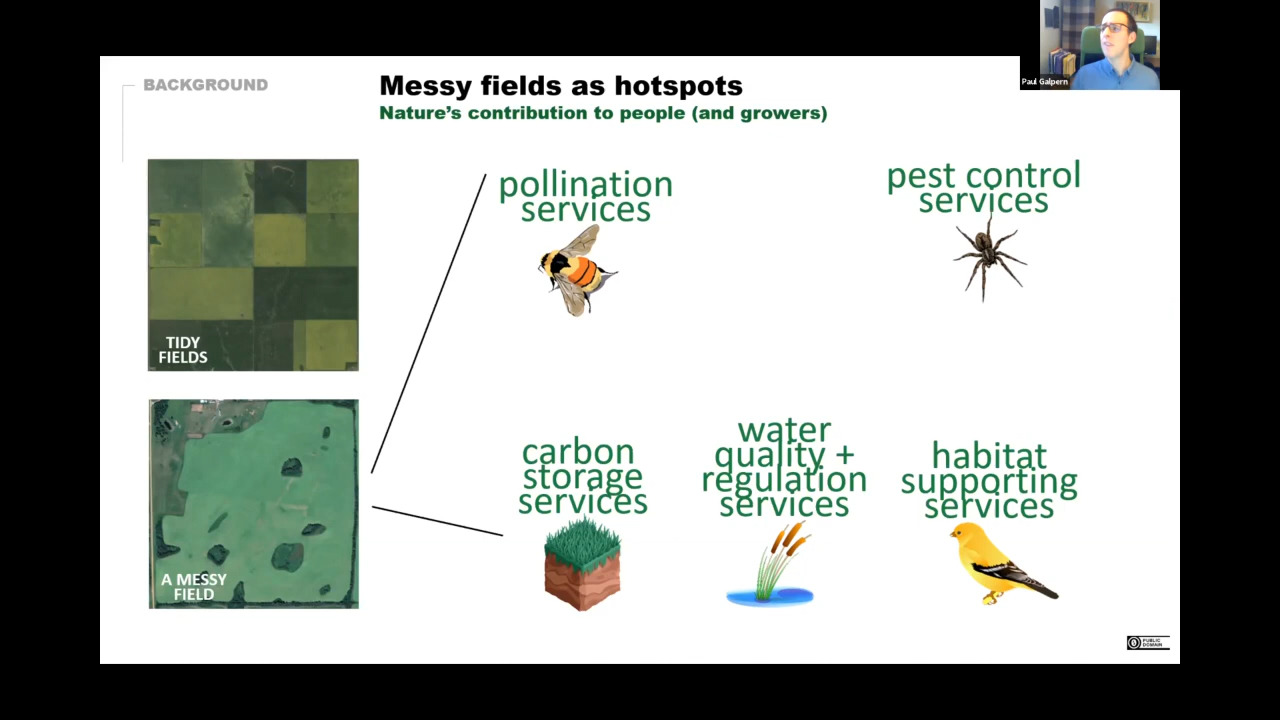 BACKGROUND
Messy fields as hotspots
Nature's contribution to people (and growers)
Paul Galpern
TIDY
FIELDS
A MESSY
FIELD
pollination
services
pest control
services
carbon
storage
services
water
quality +
regulation
services
habitat
supporting
services
PUBLIC
DOMAIN